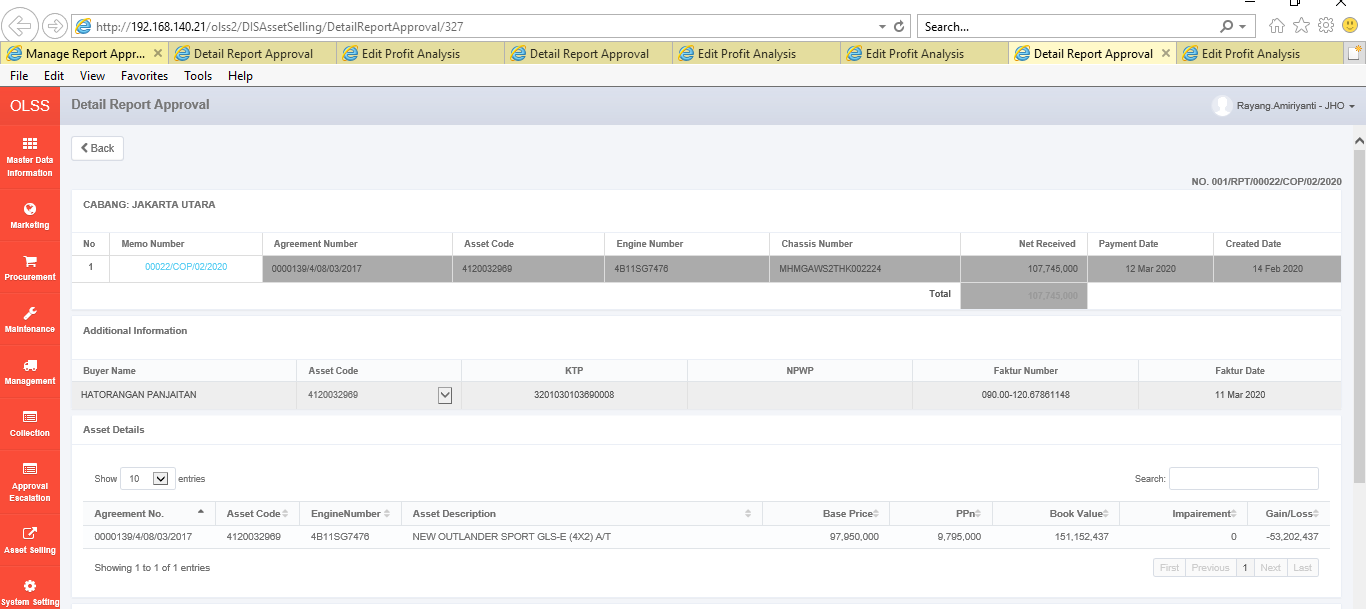 http://192.168.140.21/olss2/DISAssetSelling/DetailReportApproval/327
Search...
Manage Report Appr... Detail Report Approval Edit Profit Analysis Detail Report Approval Edit Profit Analysis Edit Profit Analysis Detail Report Approval Edit Profit Analysis
File Edit View Favorites Tools Help
OLSS
Detail Report Approval
Rayang.Amiriyanti - JHO
Master Data
Information
Marketing
Procurement
Maintenance
Management
Collection
Approval
Escalation
Asset Selling
System Setting
Back
NO. 001/RPT/00022/COP/02/2020
CABANG: JAKARTA UTARA
No Memo Number Agreement Number Asset Code Engine Number Chassis Number Net Received Payment Date Created Date
1 00022/COP/02/2020 0000139/4/08/03/2017 4120032969 4B11SG7476 MHMGAWS2THK002224 107,745,000 12 Mar 2020 14 Feb 2020
Total 107,745,000
Additional Information
Buyer Name Asset Code KTP NPWP Faktur Number Faktur Date
HATORANGAN PANJAITAN 4120032969 3201030103690008 090.00-120.67861148 11 Mar 2020
Asset Details
Show 10 entries
Search:
Agreement No. Asset Code EngineNumber Asset Description Base Price PPn Book Value Impairement Gain/Loss
0000139/4/08/03/2017 4120032969 4B11SG7476 NEW OUTLANDER SPORT GLS-E (4X2) A/T 97,950,000 9,795,000 151,152,437 0 -53,202,437
Showing 1 to 1 of 1 entries
First Previous 1 Next Last